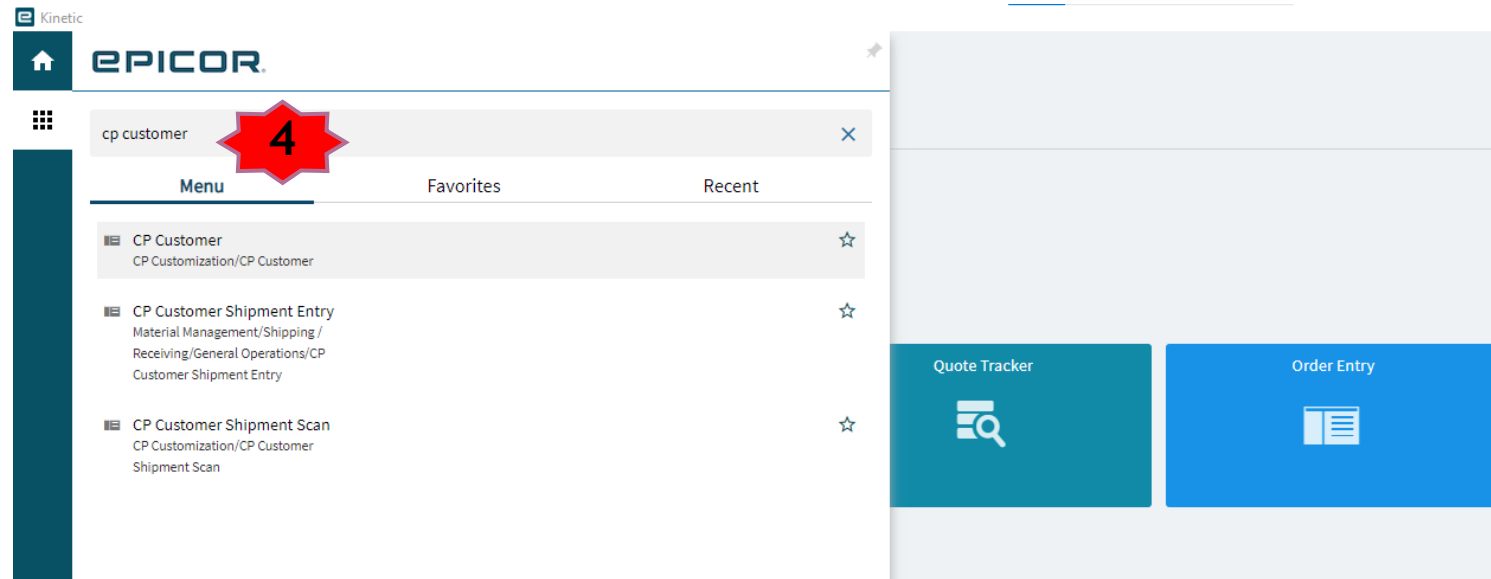 Kinetic
EPICOR
cp customer
4
Menu
Favorites
Recent
CP Customer
CP Customization/CP Customer
CP Customer Shipment Entry
Material Management/Shipping /
Receiving/General Operations/CP
Customer Shipment Entry
CP Customer Shipment Scan
CP Customization/CP Customer
Shipment Scan
Quote Tracker
Order Entry